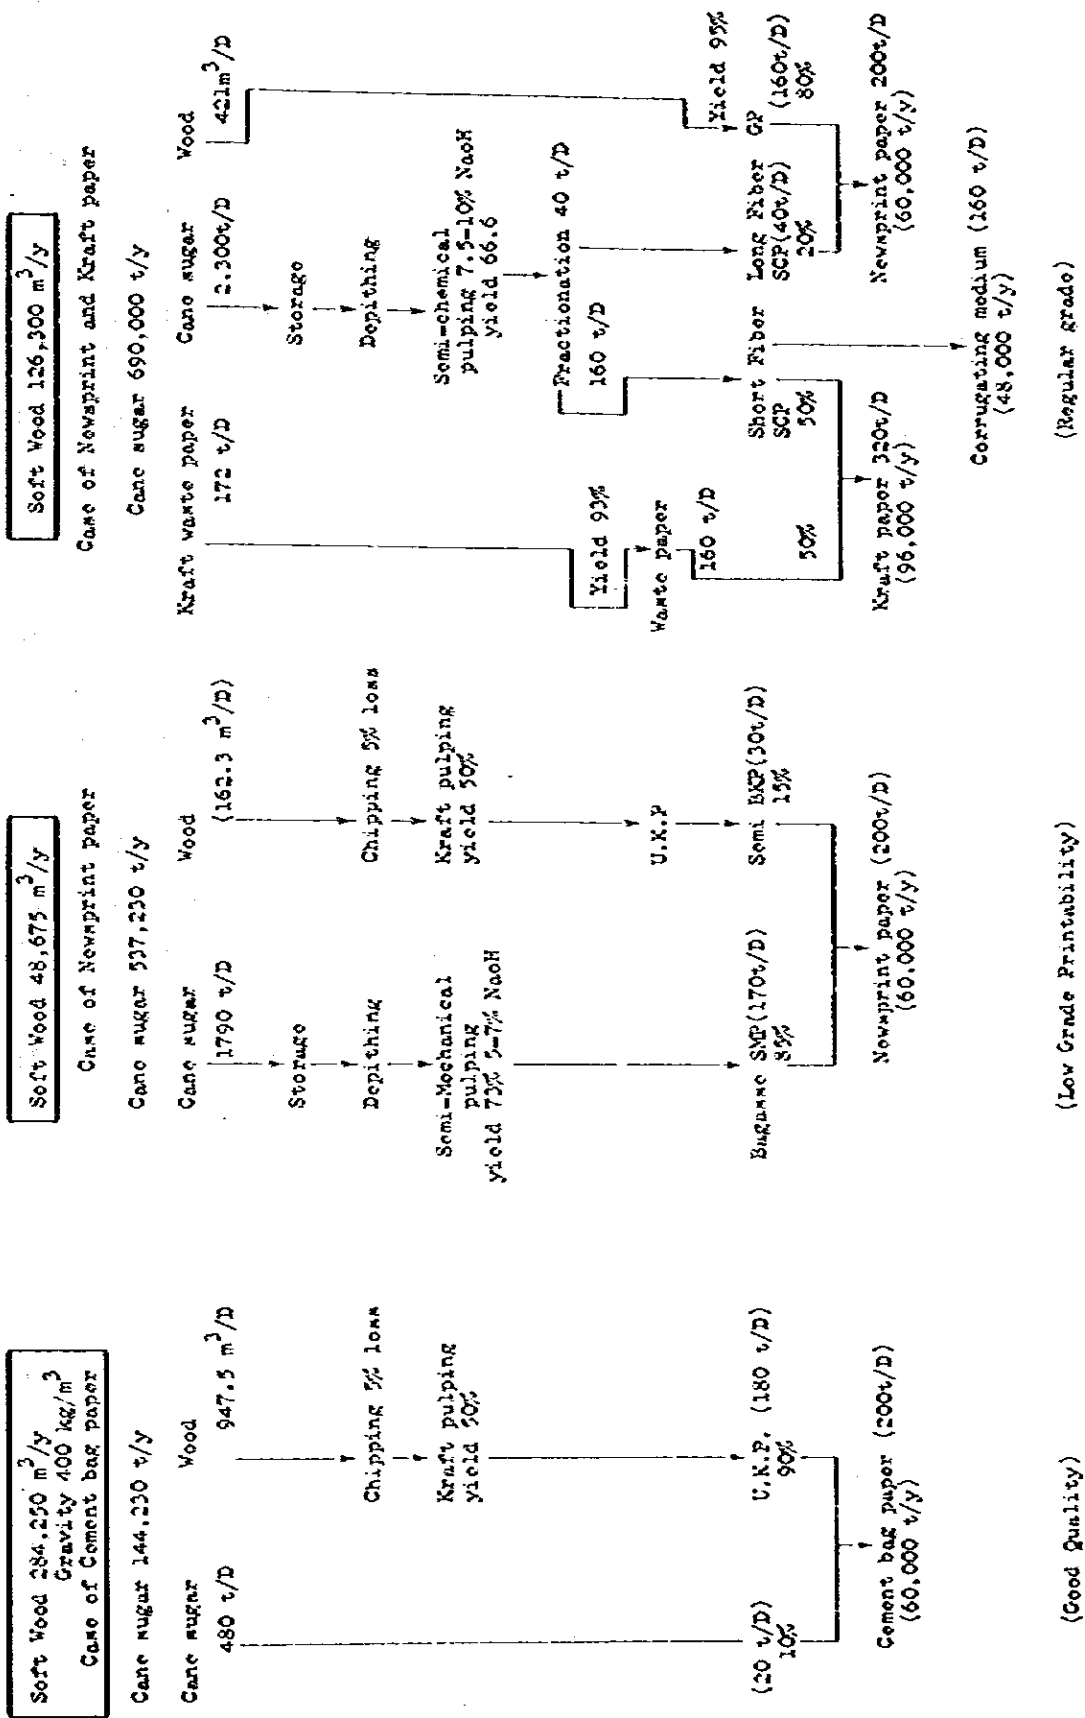 Soft Wood 284,250 m³/y
Gravity 400 kg/m³
Case of Cement bag paper
Cane sugar 144,230 t/y
Cane sugar
Wood
480 t/D
947.5 m³/D
Chipping 5% loss
Kraft pulping
yield 50%
(20 t/D)
10%
U.K.P. (180 t/D)
90%
Cement bag paper (200t/D)
(60,000 t/y)
(Good Quality)
Soft Wood 48,675 m³/y
Case of Newsprint paper
Cane sugar 537,230 t/y
Cane sugar
Wood
(1790 t/D
(162.3 m³/D)
Storage
Depithing
Chipping 5% loss
Semi-Mechanical
pulping
yield 73% 5-7% NaOH
Kraft pulping
yield 50%
U.K.P
Bagasse SMP(170t/D)
85%
Semi BKP(30t/D)
15%
Newsprint paper (200t/D)
(60.000 t/y)
(Low Grade Printability)
Soft Wood 126,300 m³/y
Case of Newsprint and Kraft paper
Cane sugar 690,000 t/y
Kraft waste paper
Cane sugar
Wood
172 t/D
2.300t/D
421m³/D
Storage
Depithing
Semi-chemical
pulping 7.5-10% NaOH
yield 66.6
Fractionation 40 t/D
160 t/D
Yield 93%
Waste paper
160 t/D
Yield 95%
Short Fiber
SCP
50%
50%
Long Fiber
SCP(40t/D)
20%
GP (160t/D)
80%
Kraft paper 320t/D
(96,000 t/y)
Newsprint paper 200t/D
(60,000 t/y)
Corrugating medium (160 t/D)
(48,000 t/y)
(Regular grade)